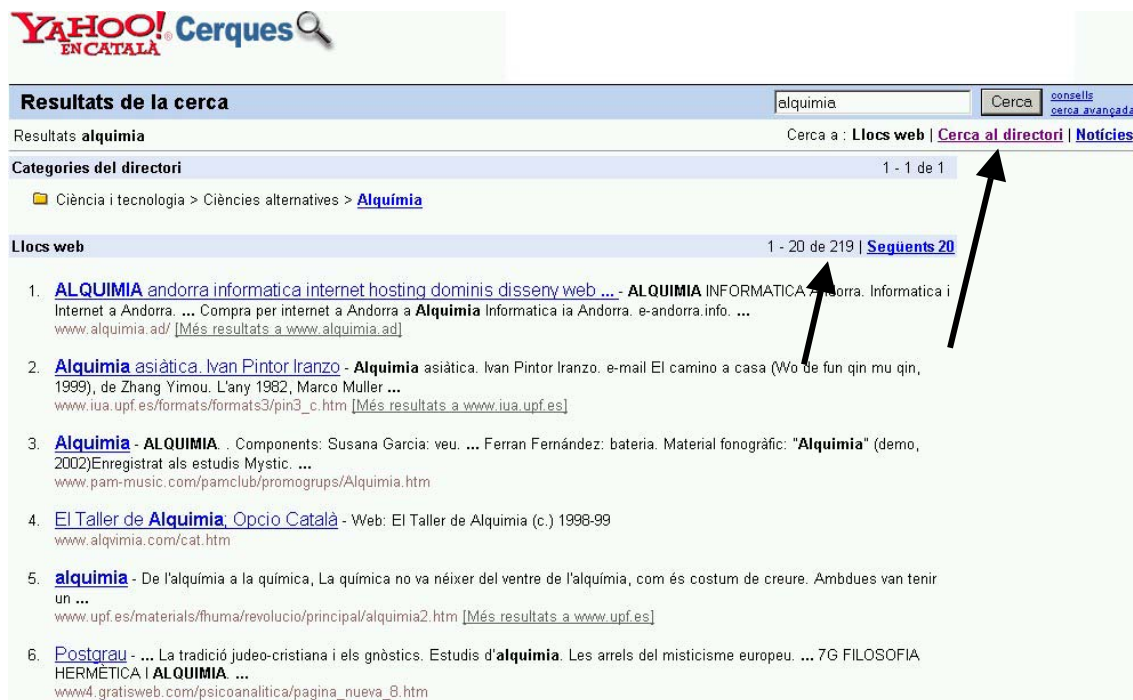 YAHOO! Cerques
EN CATALÀ
Resultats de la cerca
alquimia Cerca consells
cerca avançada
Resultats alquimia Cerca a : Llocs web | Cerca al directori | Notícies
Categories del directori 1 - 1 de 1
Ciència i tecnologia > Ciències alternatives > Alquímia
Llocs web 1 - 20 de 219 | Següents 20
1. ALQUIMIA andorra informatica internet hosting dominis disseny web ... - ALQUIMIA INFORMATICA Andorra. Informatica i
Internet a Andorra. ... Compra per internet a Andorra a Alquimia Informatica ia Andorra. e-andorra.info. ...
www.alquimia.ad/ [Més resultats a www.alquimia.ad]
2. Alquimia asiàtica. Ivan Pintor Iranzo - Alquimia asiàtica. Ivan Pintor Iranzo. e-mail El camino a casa (Wo de fun qin mu qin,
1999), de Zhang Yimou. L'any 1982, Marco Muller ...
www.iua.upf.es/formats/formats3/pin3_c.htm [Més resultats a www.iua.upf.es]
3. Alquimia - ALQUIMIA. . Components: Susana Garcia: veu. ... Ferran Fernández: bateria. Material fonogràfic: "Alquimia" (demo,
2002)Enregistrat als estudis Mystic. ...
www.pam-music.com/pamclub/promogrups/Alquimia.htm
4. El Taller de Alquimia; Opcio Català - Web: El Taller de Alquimia (c.) 1998-99
www.alqvimia.com/cat.htm
5. alquimia - De l'alquímia a la química, La química no va néixer del ventre de l'alquímia, com és costum de creure. Ambdues van tenir
un ...
www.upf.es/materials/fhuma/revolucio/principal/alquimia2.htm [Més resultats a www.upf.es]
6. Postgrau - ... La tradició judeo-cristiana i els gnòstics. Estudis d'alquimia. Les arrels del misticisme europeu. ... 7G FILOSOFIA
HERMÈTICA I ALQUIMIA. ...
www4.gratisweb.com/psicoanalitica/pagina_nueva_8.htm